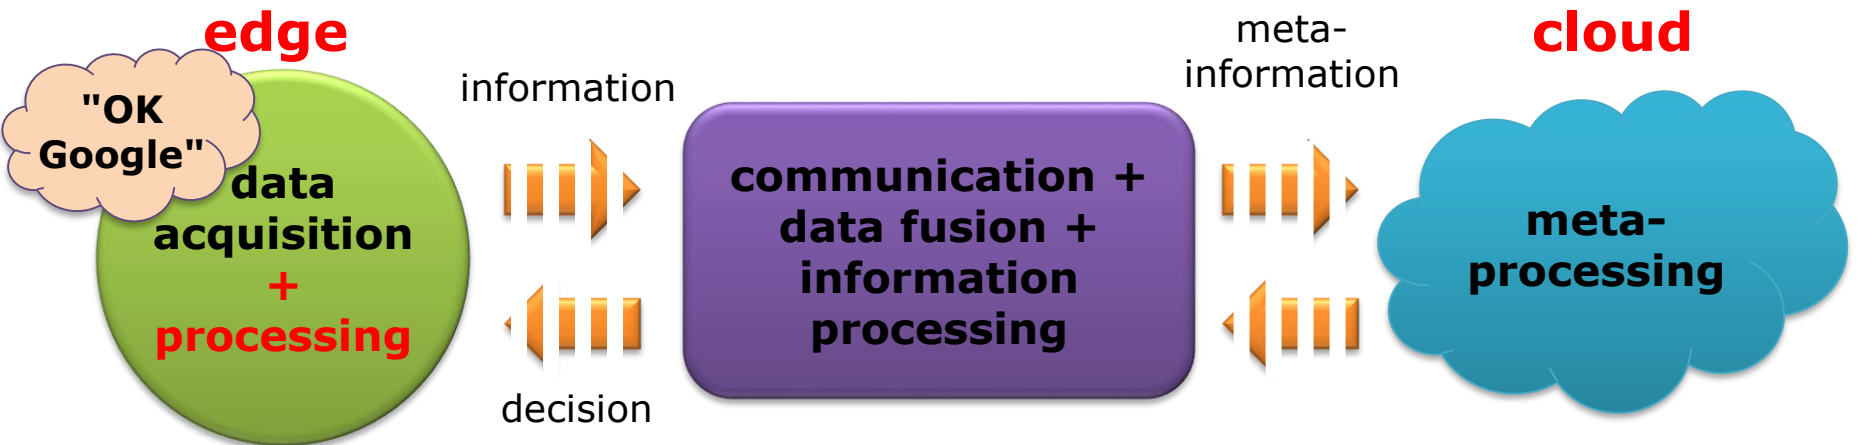 edge
"OK
Google"
data
acquisition
+
processing
information
decision
communication +
data fusion +
information
processing
meta-
information
cloud
meta-
processing